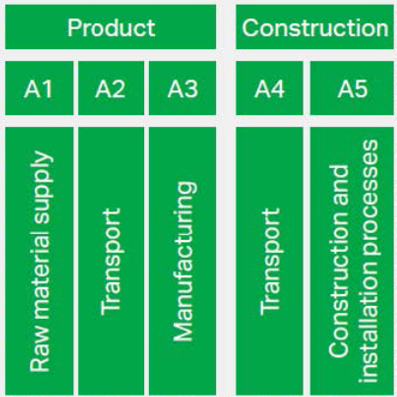 Product
Construction
A1
A2
A3
A4
A5
Raw material supply
Transport
Manufacturing
Transport
Construction and
installation processes